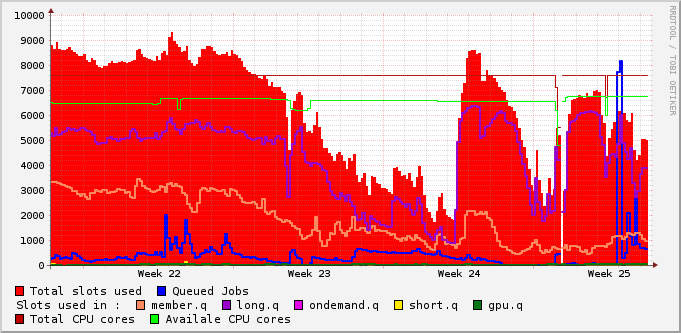 10000
9000
8000
7000
6000
5000
4000
3000
2000
1000
0
Week 22 Week 23 Week 24 Week 25
RRDTOOL / TOBI OETIKER
Total slots used Queued Jobs
Slots used in : member.q long.q ondemand.q short.q gpu.q
Total CPU cores Availale CPU cores